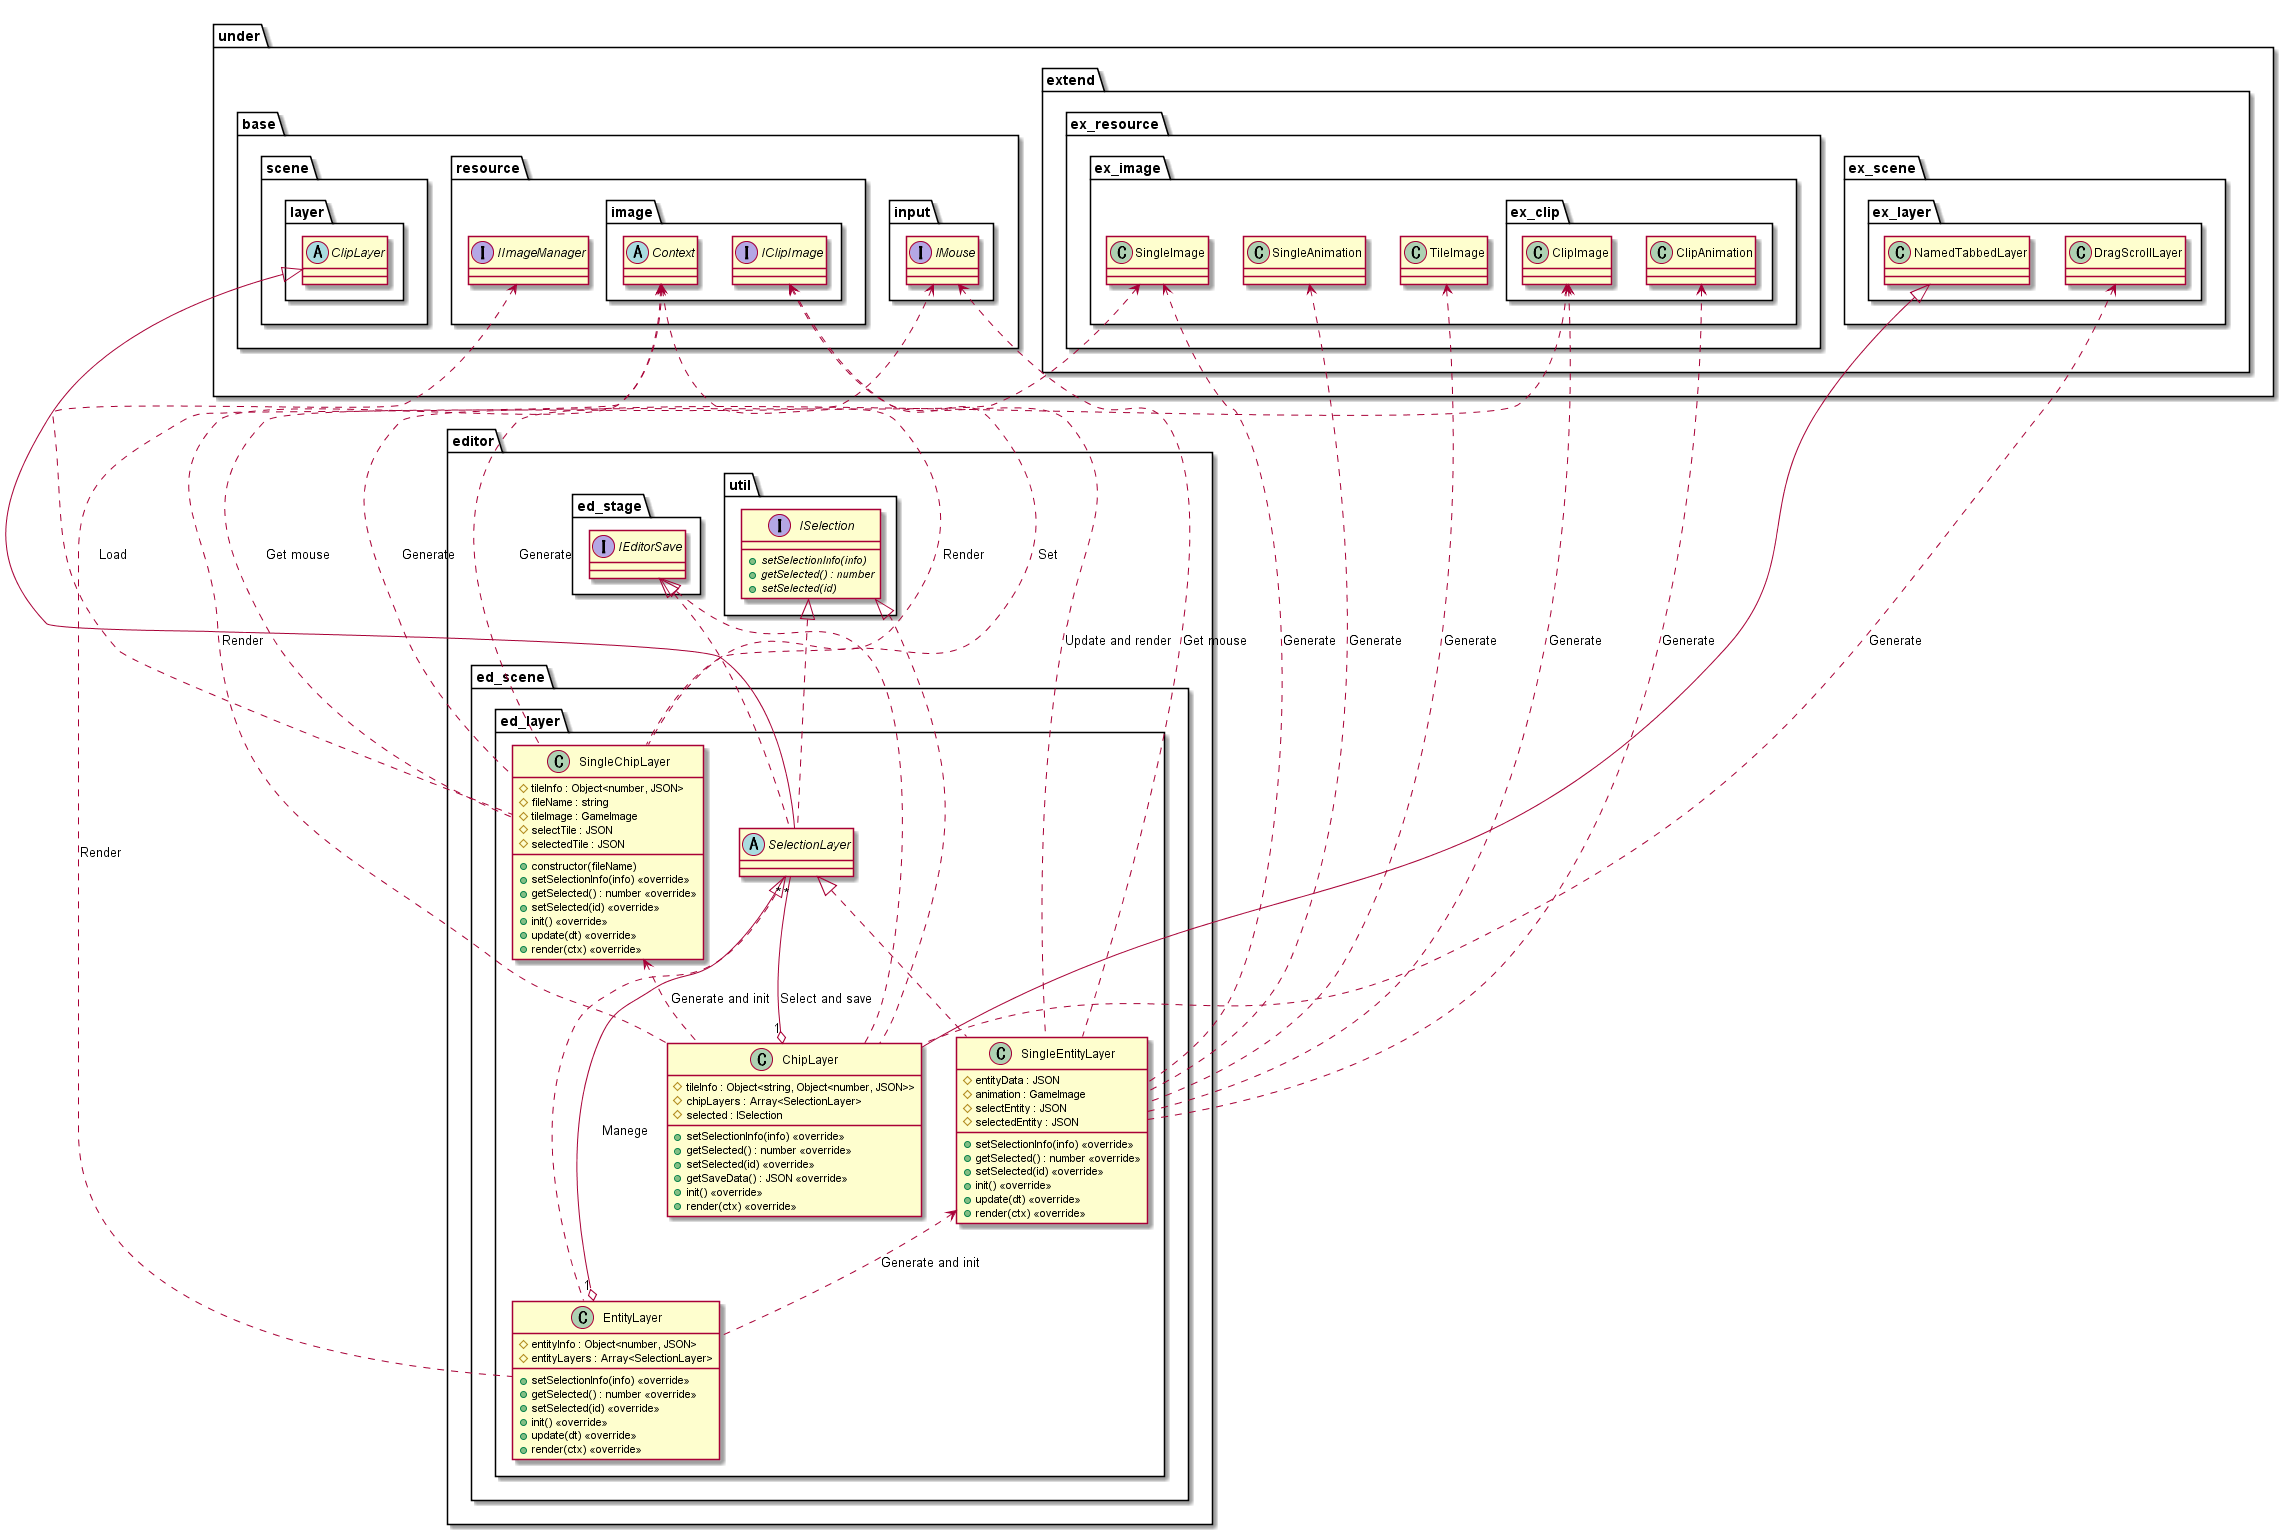 under
extend
base
ex_resource
scene
resource
ex_image
ex_scene
layer
image
input
ex_clip
ex_layer
A ClipLayer
I IImageManager
A Context
I IClipImage
I IMouse
C SingleImage
C SingleAnimation
C TileImage
C ClipImage
C ClipAnimation
C NamedTabbedLayer
C DragScrollLayer
editor
util
ed_stage
I ISelection
setSelectionInfo(info)
getSelected() : number
setSelected(id)
I IEditorSave
Load
Get mouse
Generate
Generate
Render
Set
Render
Update and render
Get mouse
Generate
Generate
Generate
Generate
Generate
Generate
ed_scene
ed_layer
C SingleChipLayer
tileInfo : Object<number, JSON>
fileName : string
tileImage : GameImage
selectTile : JSON
selectedTile : JSON
constructor(fileName)
setSelectionInfo(info) «override»
getSelected() : number «override»
setSelected(id) «override»
init() «override»
update(dt) «override»
render(ctx) «override»
A SelectionLayer
Render
*
*
Generate and init
Select and save
1
C ChipLayer
tileInfo : Object<string, Object<number, JSON>>
chipLayers : Array<SelectionLayer>
selected : ISelection
setSelectionInfo(info) «override»
getSelected() : number «override»
setSelected(id) «override»
getSaveData() : JSON «override»
init() «override»
render(ctx) «override»
C SingleEntityLayer
entityData : JSON
animation : GameImage
selectEntity : JSON
selectedEntity : JSON
setSelectionInfo(info) «override»
getSelected() : number «override»
setSelected(id) «override»
init() «override»
update(dt) «override»
render(ctx) «override»
Manege
Generate and init
1
C EntityLayer
entityInfo : Object<number, JSON>
entityLayers : Array<SelectionLayer>
setSelectionInfo(info) «override»
getSelected() : number «override»
setSelected(id) «override»
init() «override»
update(dt) «override»
render(ctx) «override»